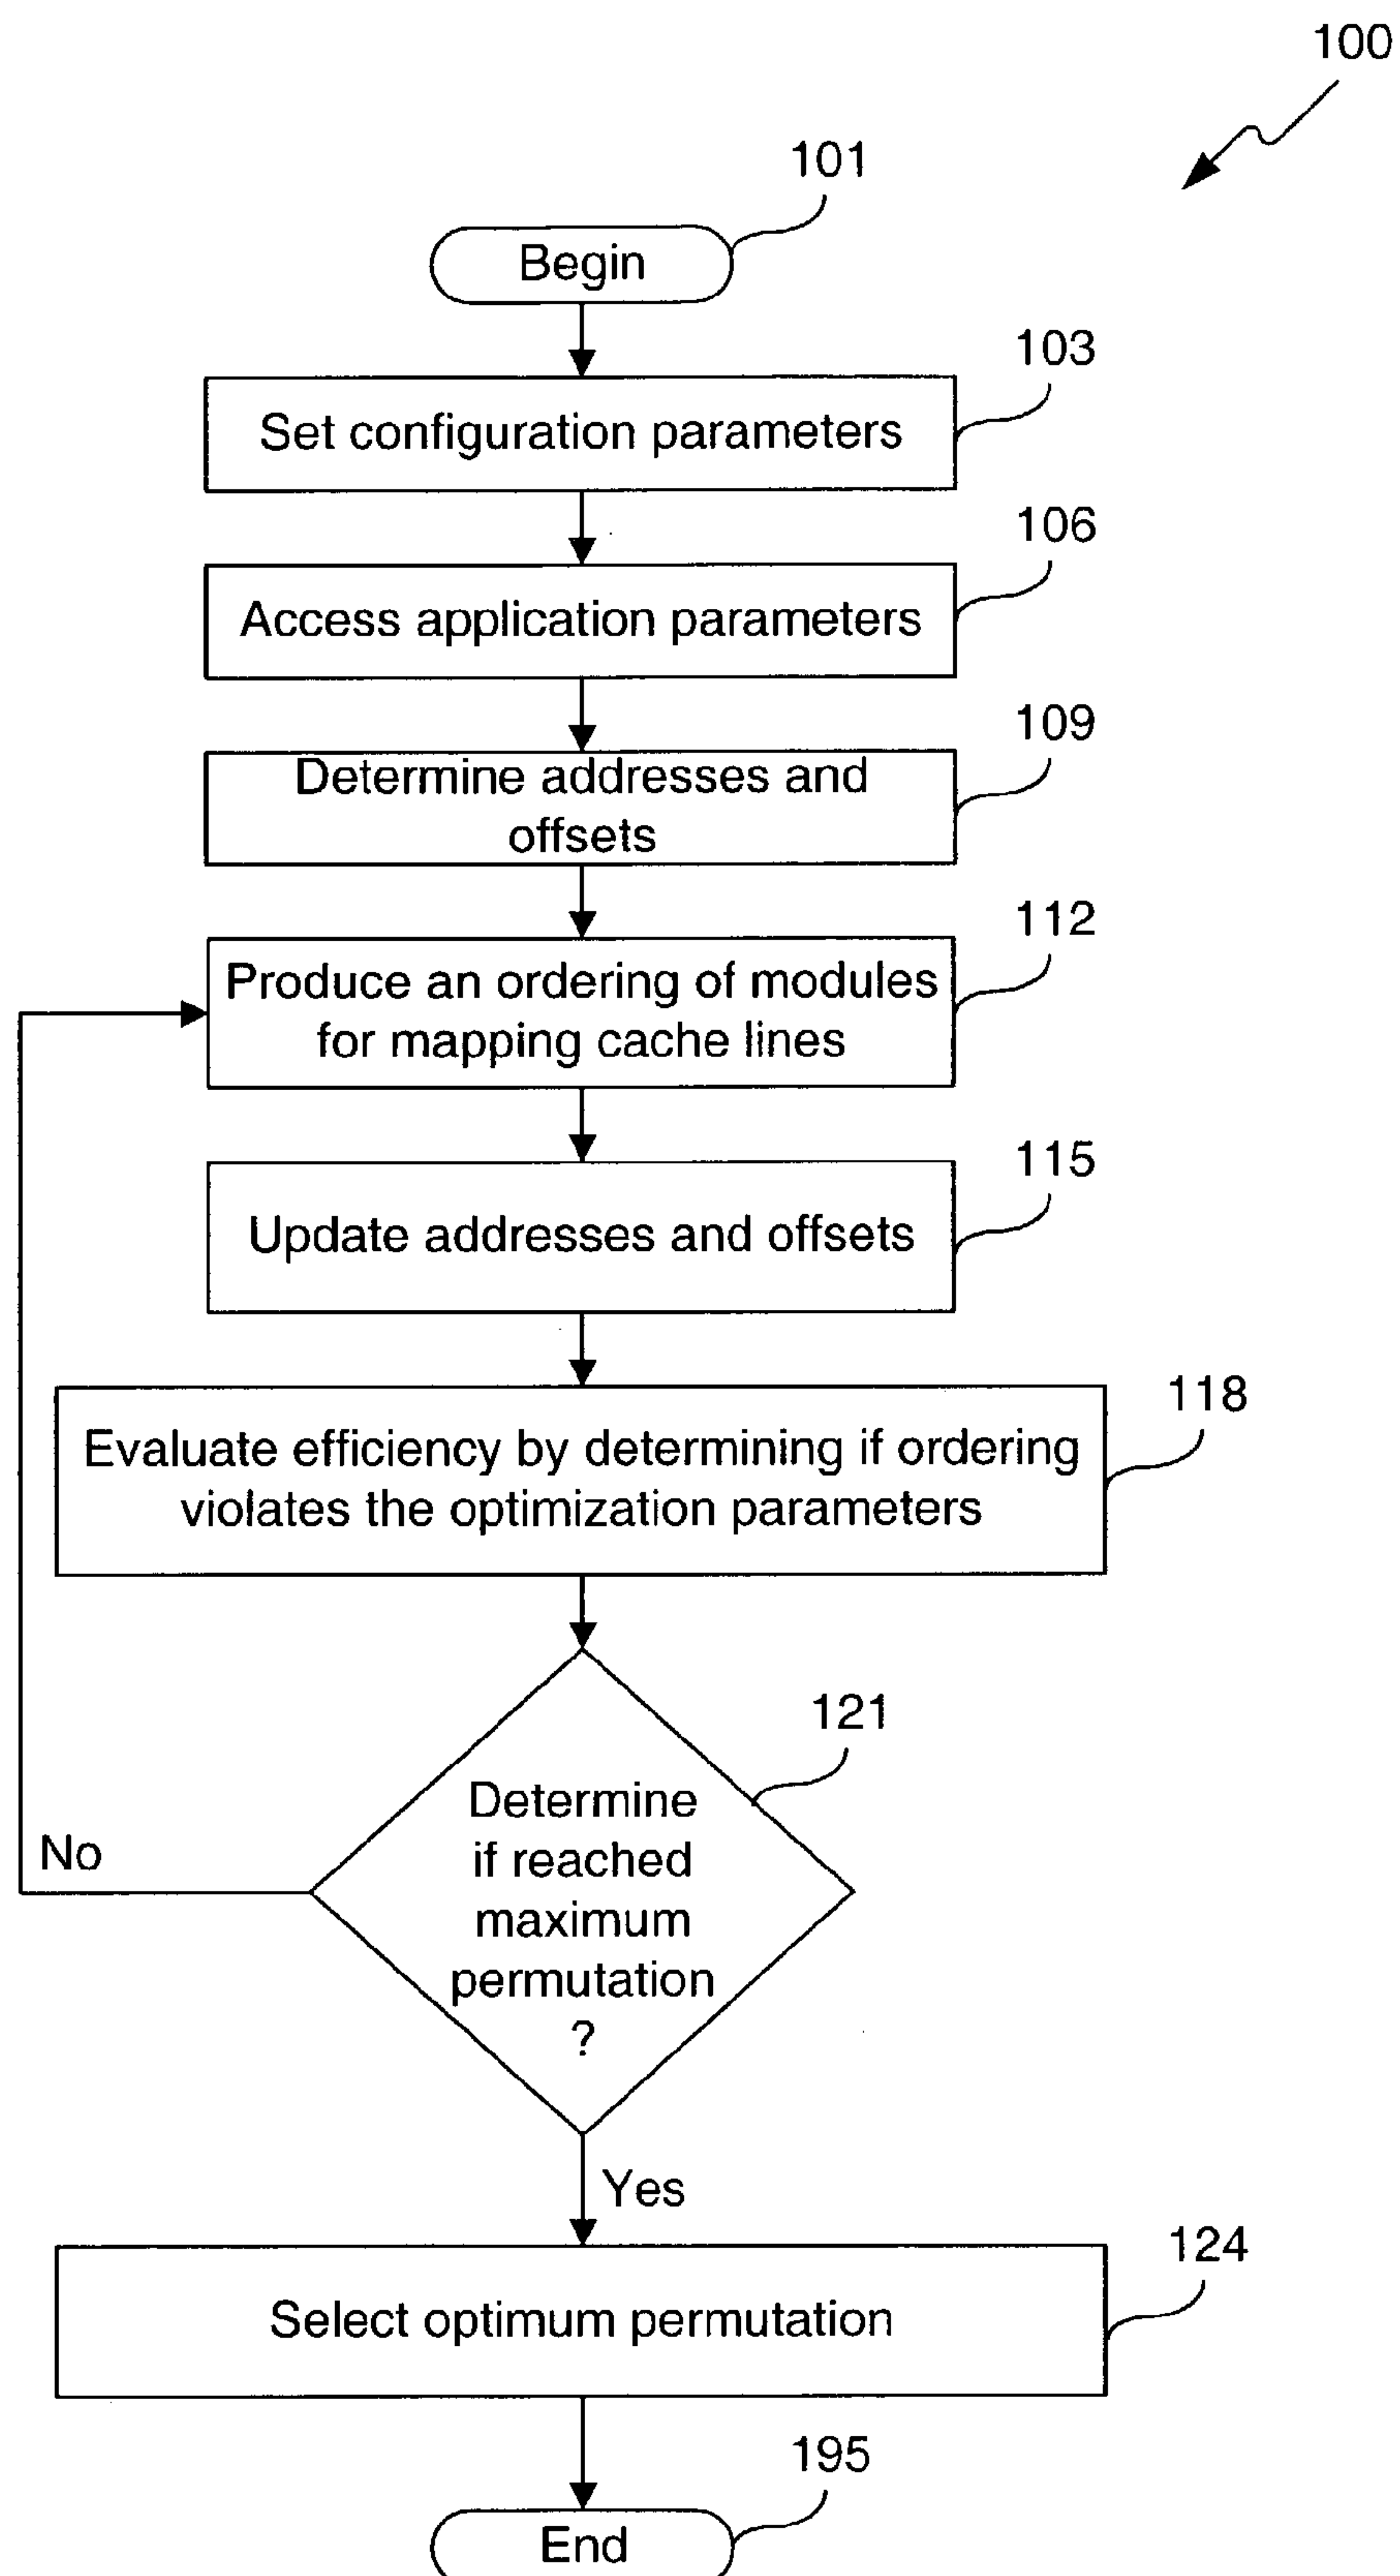 100
101
Begin
103
Set configuration parameters
106
Access application parameters
109
Determine addresses and
offsets
112
Produce an ordering of modules
for mapping cache lines
115
Update addresses and offsets
118
Evaluate efficiency by determining if ordering
violates the optimization parameters
121
Determine
if reached
maximum
permutation
?
No
Yes
124
Select optimum permutation
195
End